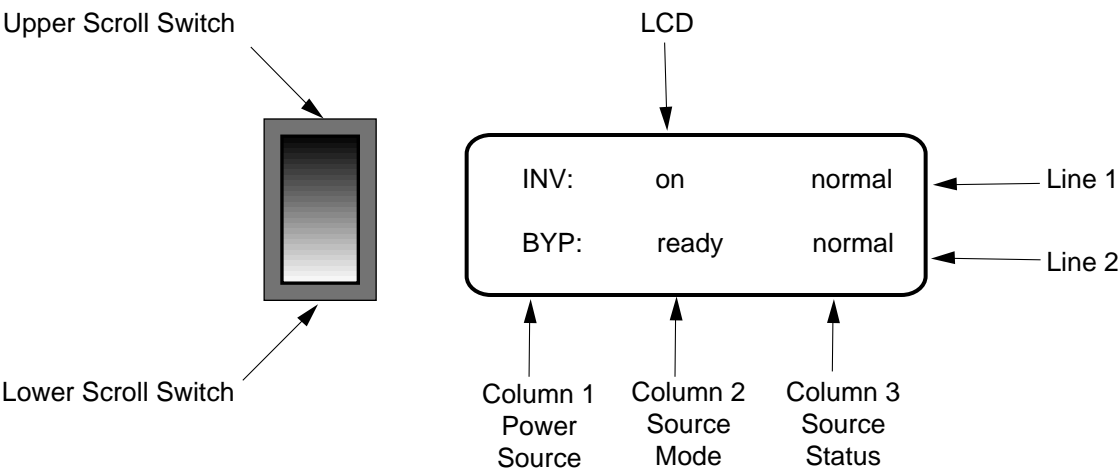 Upper Scroll Switch
LCD
INV: on normal
Line 1
BYP: ready normal
Line 2
Lower Scroll Switch
Column 1
Power
Source
Column 2
Source
Mode
Column 3
Source
Status